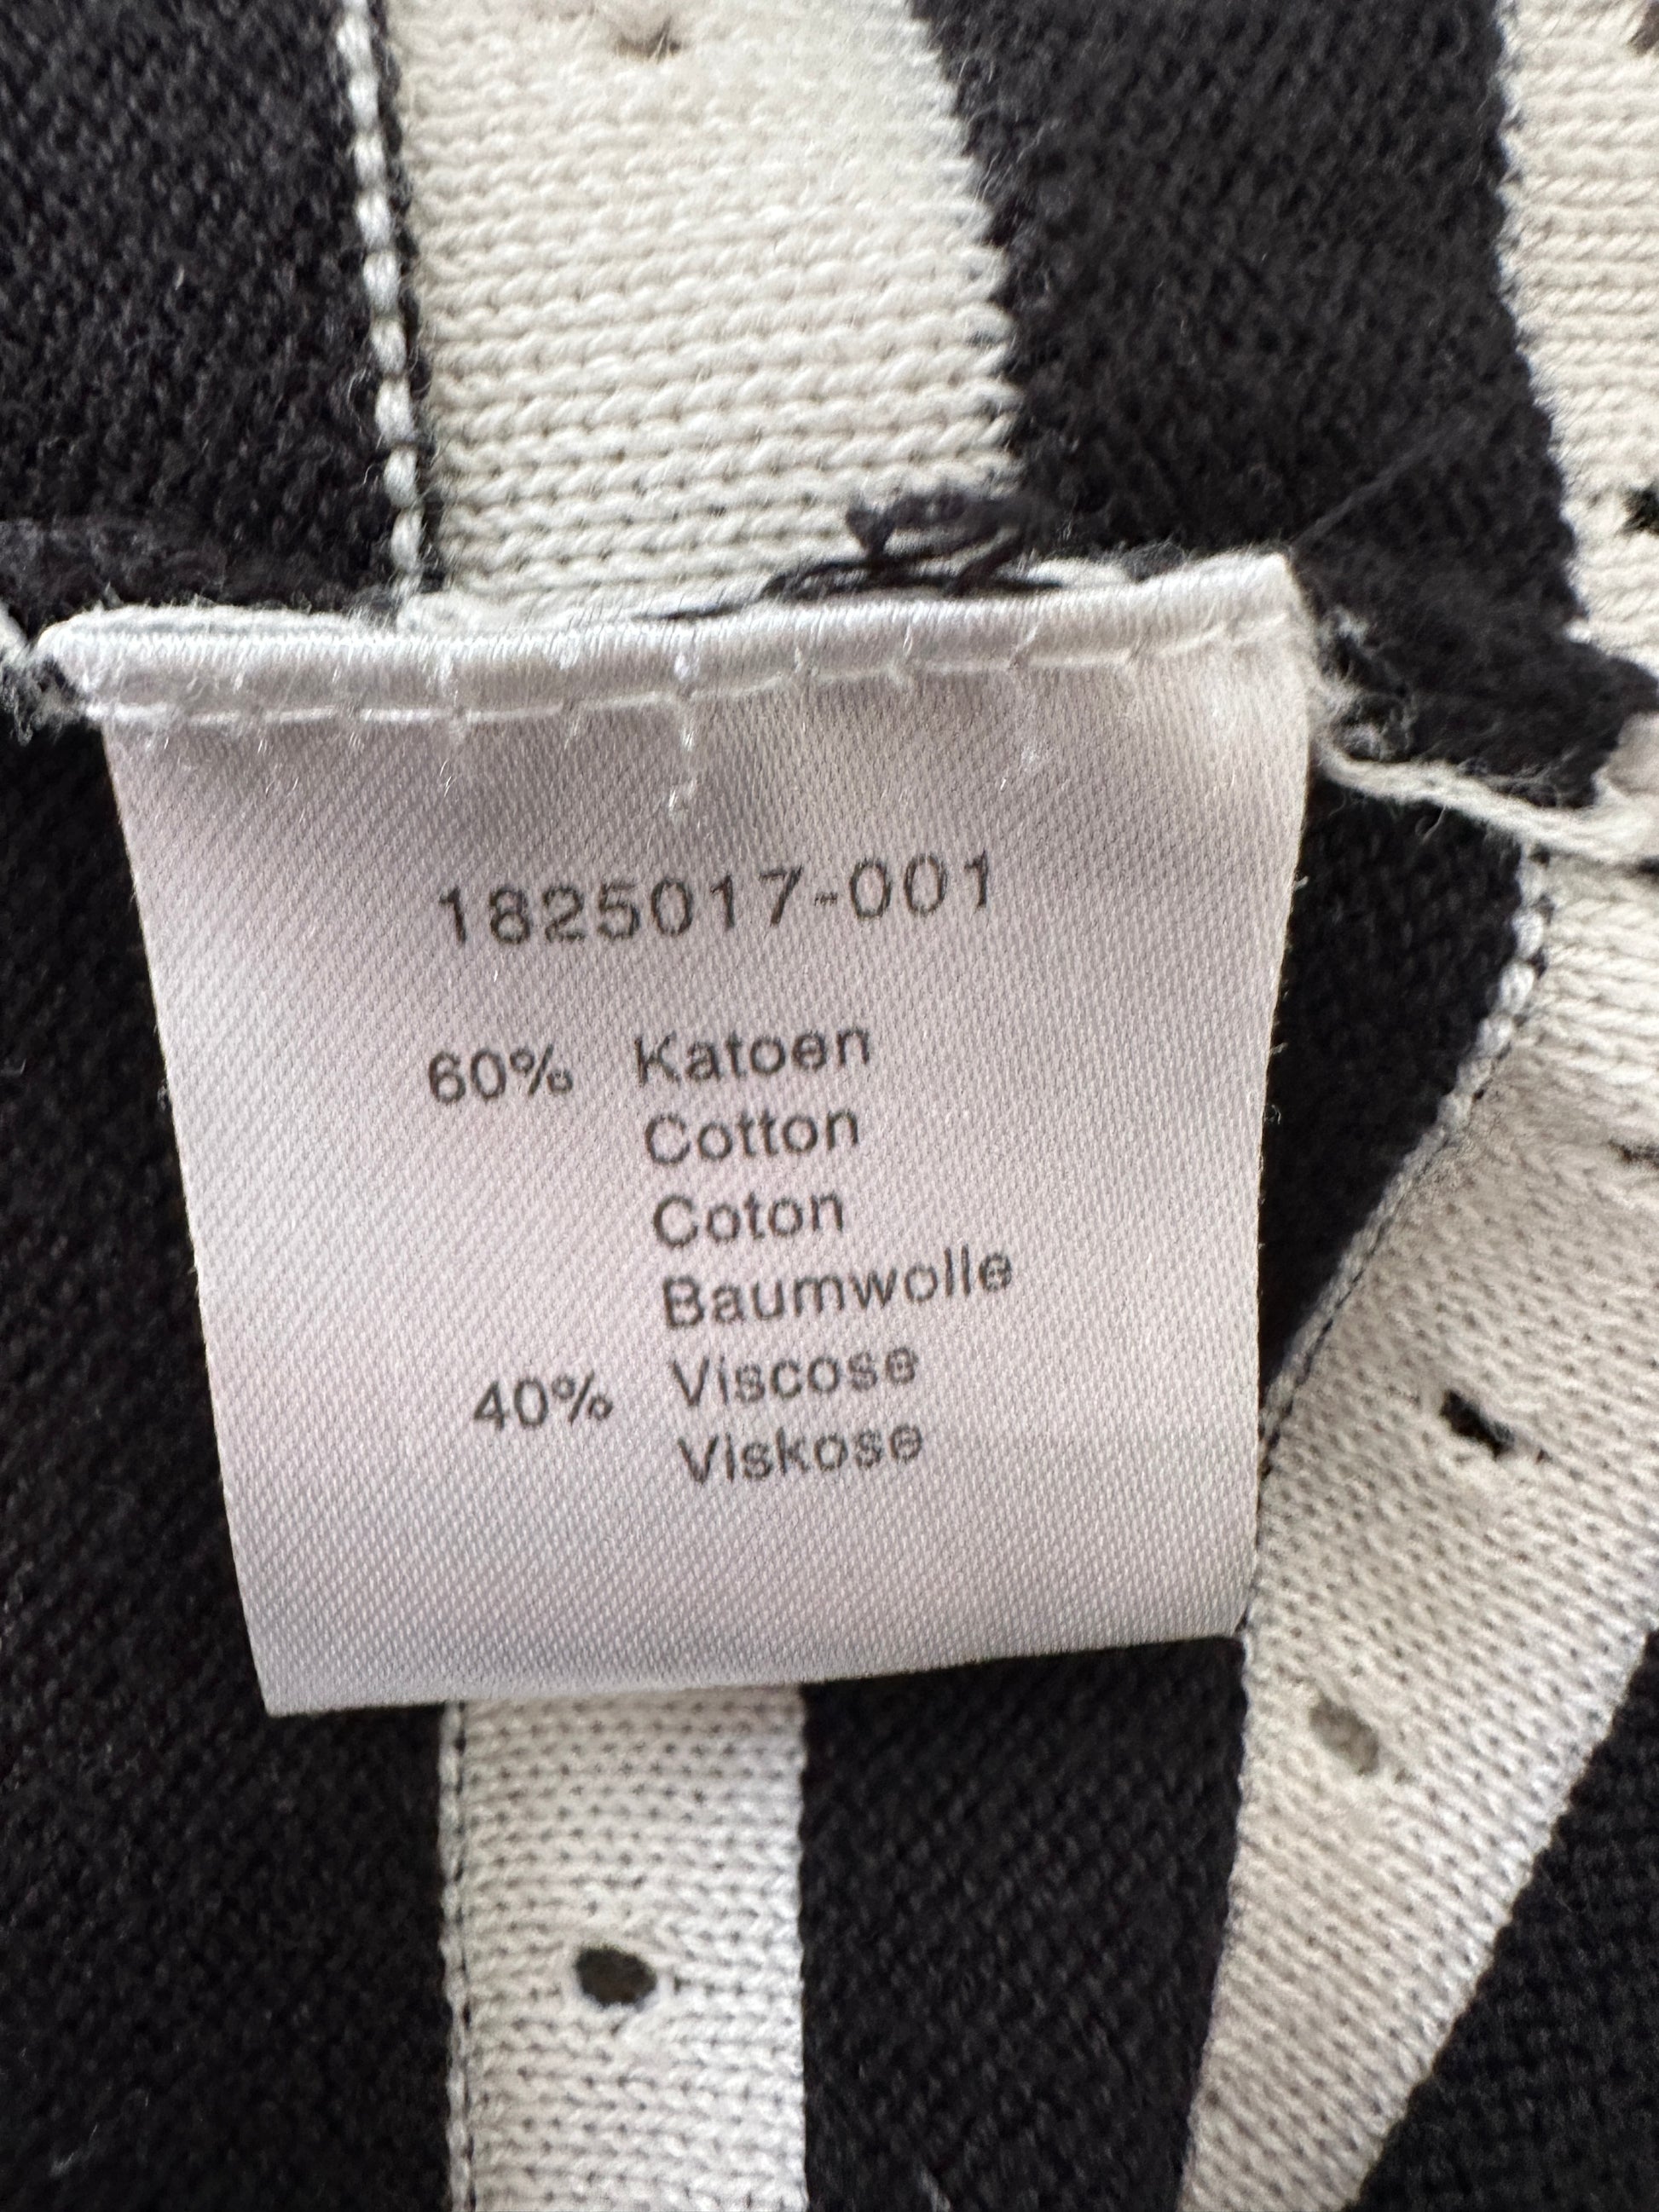 1825017-001
60% Katoen
Cotton
Coton
Baumwolle
40% Viscose
Viskose